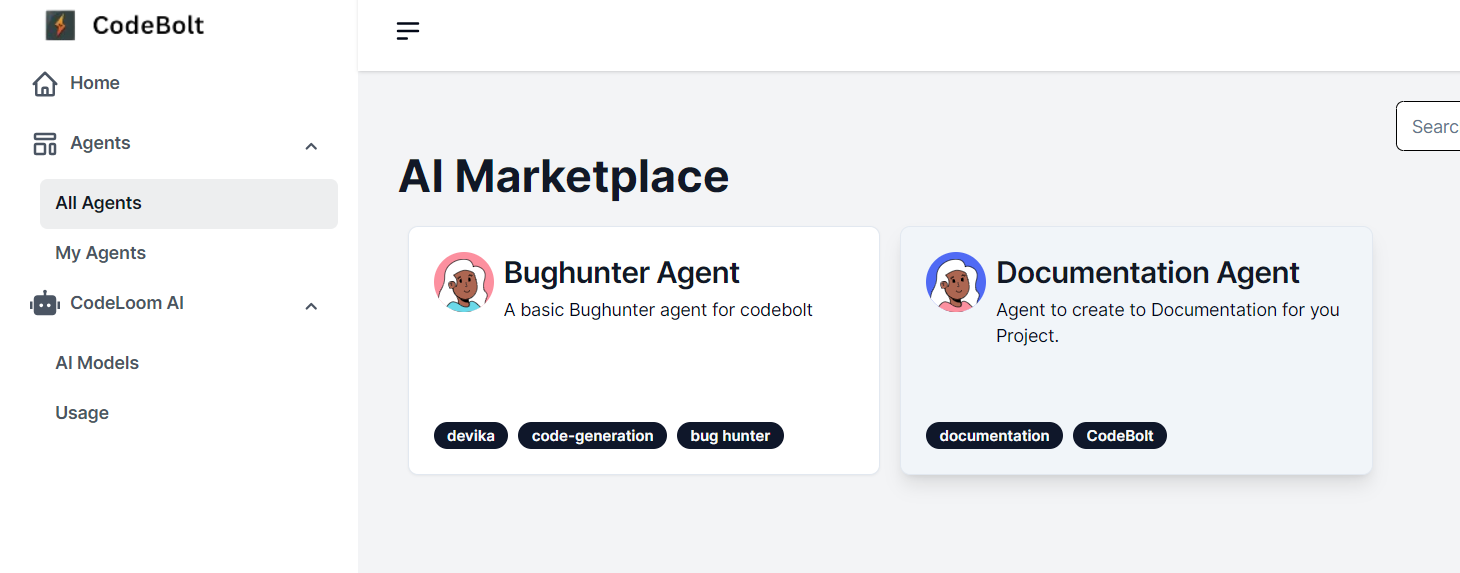 CodeBolt
Home
Agents
All Agents
My Agents
CodeLoom AI
AI Models
Usage
Searc
AI Marketplace
Bughunter Agent
A basic Bughunter agent for codebolt
devika
code-generation
bug hunter
Documentation Agent
Agent to create to Documentation for you
Project.
documentation
CodeBolt